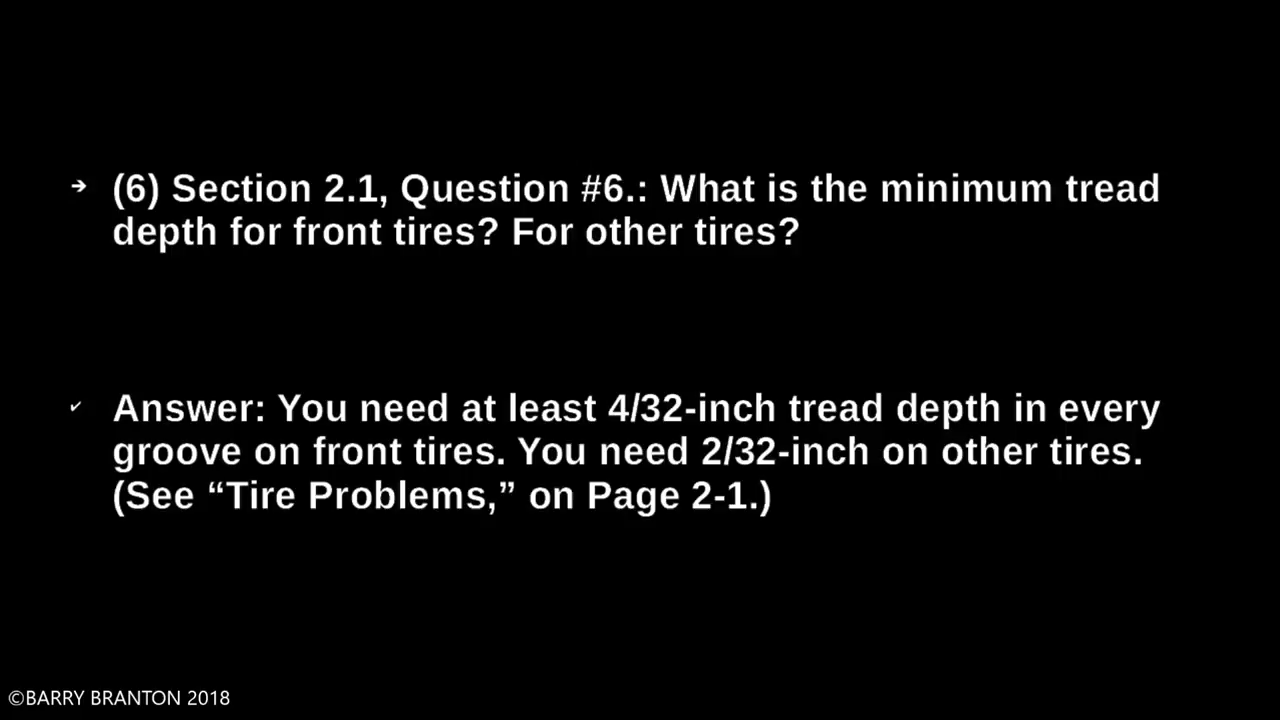 ➔ (6) Section 2.1, Question #6.: What is the minimum tread
depth for front tires? For other tires?
✓ Answer: You need at least 4/32-inch tread depth in every
groove on front tires. You need 2/32-inch on other tires.
(See “Tire Problems,” on Page 2-1.)
©BARRY BRANTON 2018